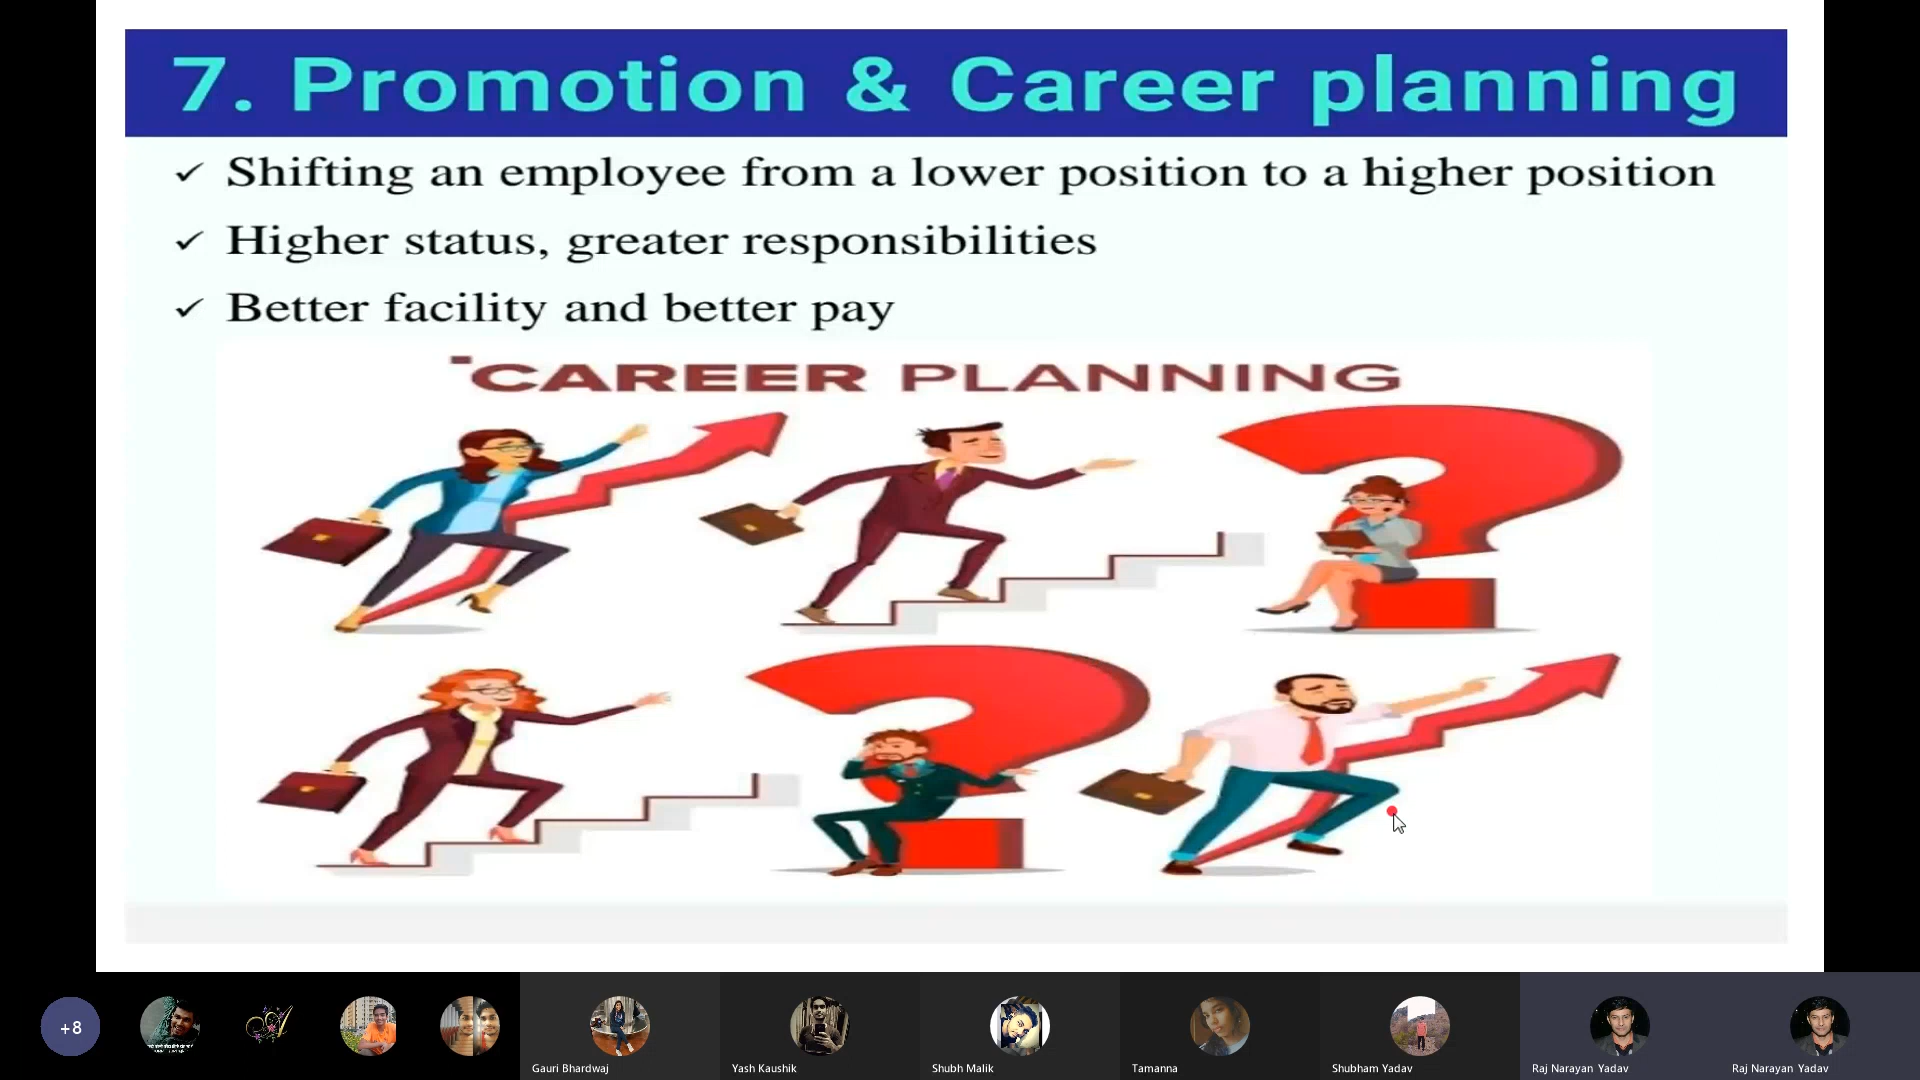 7. Promotion & Career planning
✓ Shifting an employee from a lower position to a higher position
✓ Higher status, greater responsibilities
✓ Better facility and better pay
CAREER PLANNING
+8
Gauri Bhardwaj
Yash Kaushik
Shubh Malik
Tamanna
Shubham Yadav
Raj Narayan Yadav
Raj Narayan Yadav